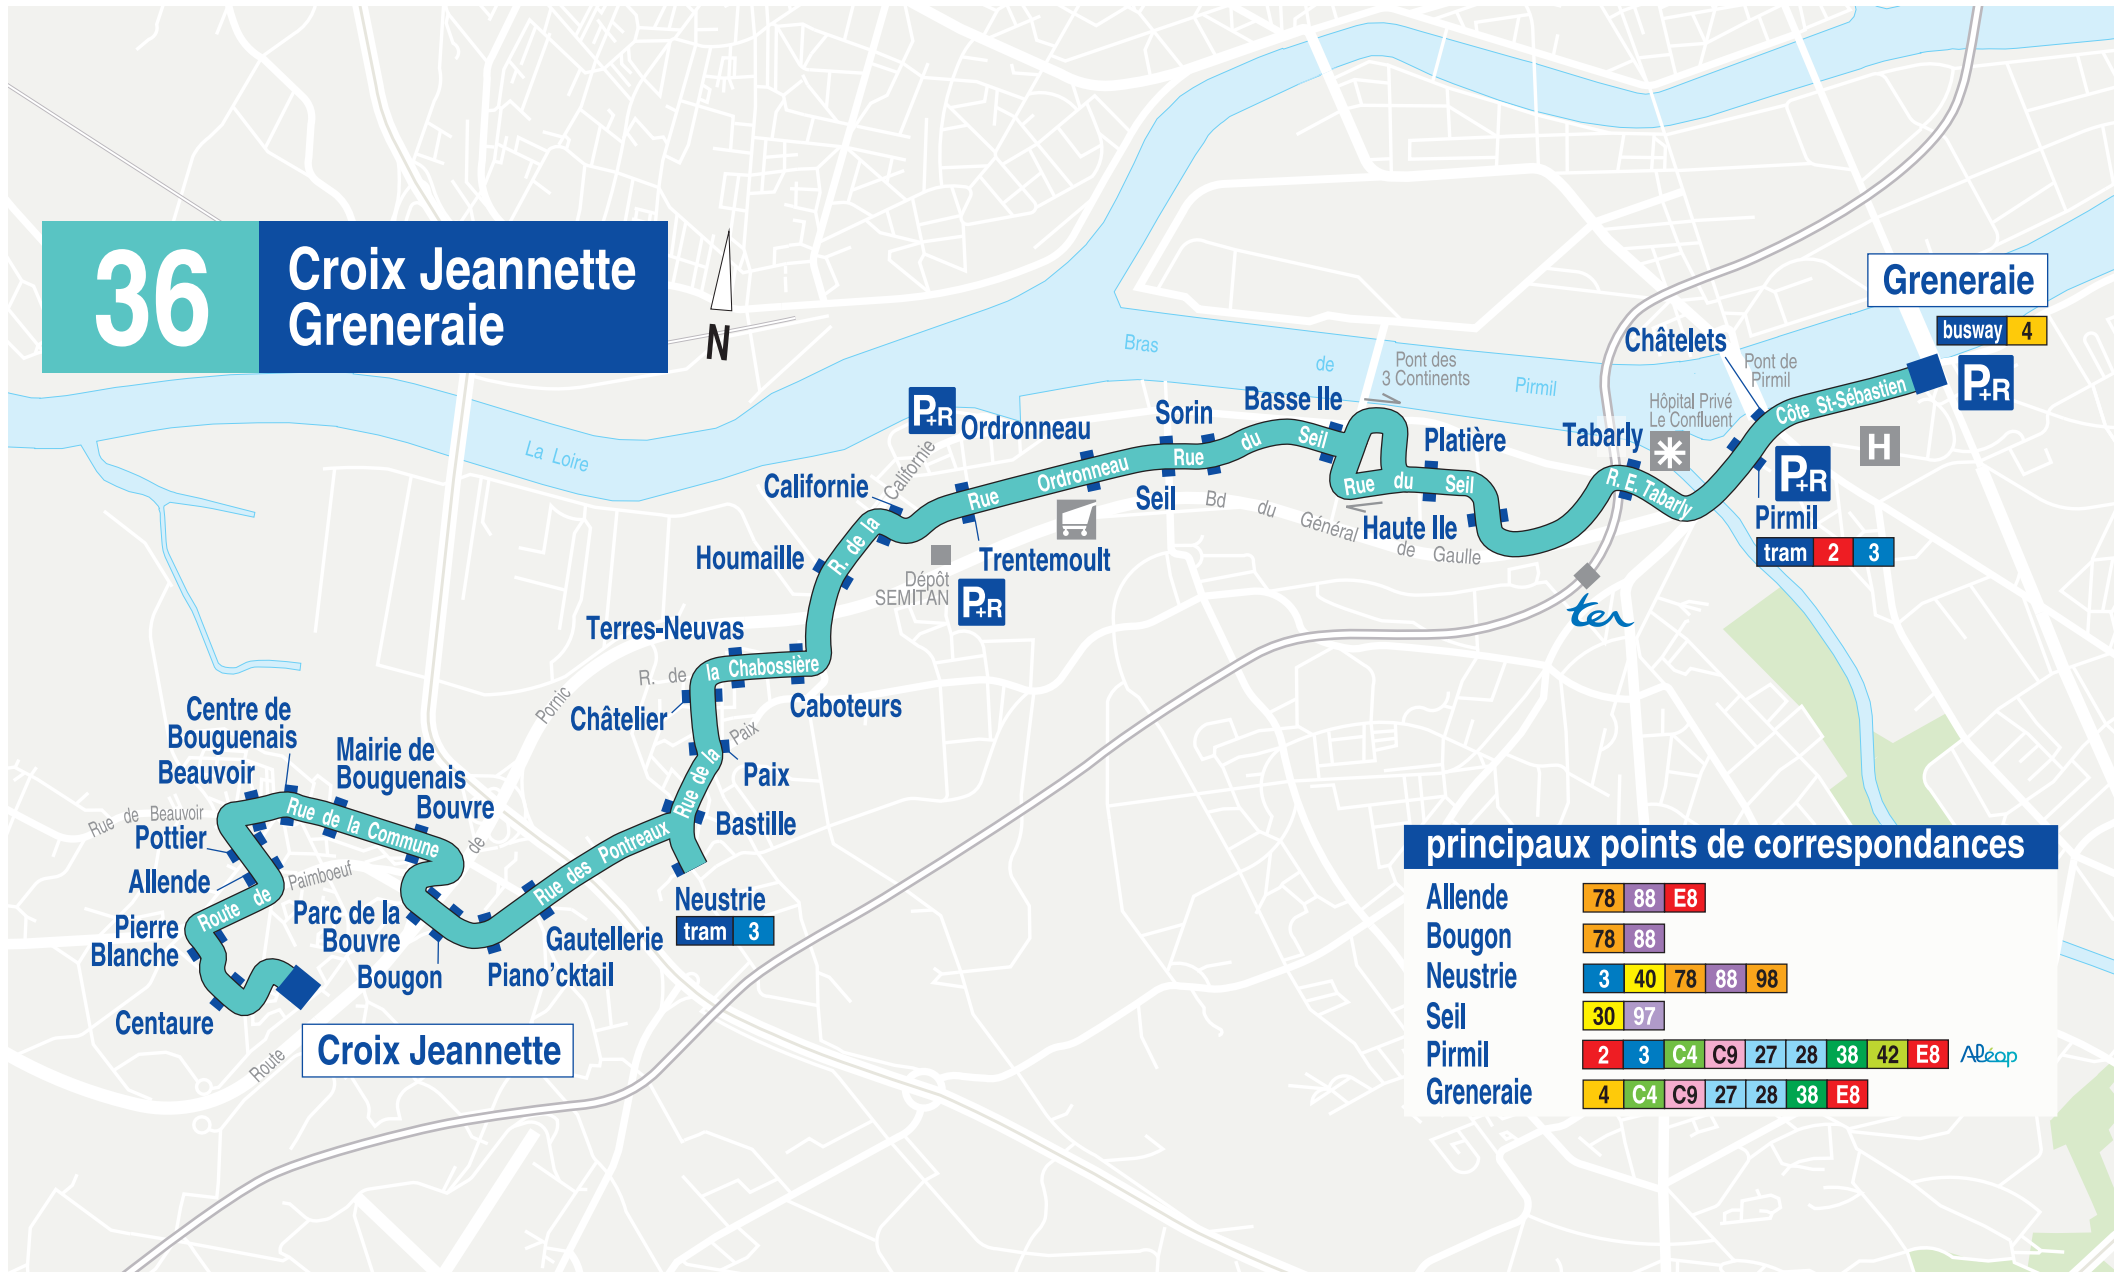 36
Croix Jeannette
Greneraie
N
Greneraie
busway 4
P+R
Châtelets
Pont de
Pirmil
Côte St-Sébastien
Hôpital Privé
Le Confluent
H
P+R
Pirmil
tram 2 3
Tabarly
R. E. Tabarly
ter
Bras de Pirmil
Pont des
3 Continents
La Loire
Basse Ile
Platière
Haute Ile
Rue du Seil
Rue du Seil
Sorin
Seil
Bd du Général de Gaulle
P+R
Ordronneau
Rue Ordronneau
Trentemoult
Californie
Californie
R. de la
Houmaille
Dépôt
SEMITAN
P+R
Terres-Neuvas
R. de
la Chabossière
Caboteurs
Châtelier
Paix
Rue de la
Paix
Bastille
Neustrie
tram 3
Rue des Pontreaux
Gautellerie
Piano'cktail
Bougon
Parc de la
Bouvre
Bouvre
Mairie de
Bouguenais
Centre de
Bouguenais
Beauvoir
Rue de la Commune
Rue de Beauvoir
Pottier
Allende
Route de
Paimboeuf
Pierre
Blanche
Centaure
Croix Jeannette
Route
de
Pornic
principaux points de correspondances
Allende 78 88 E8
Bougon 78 88
Neustrie 3 40 78 88 98
Seil 30 97
Pirmil 2 3 C4 C9 27 28 38 42 E8 Aléop
Greneraie 4 C4 C9 27 28 38 E8